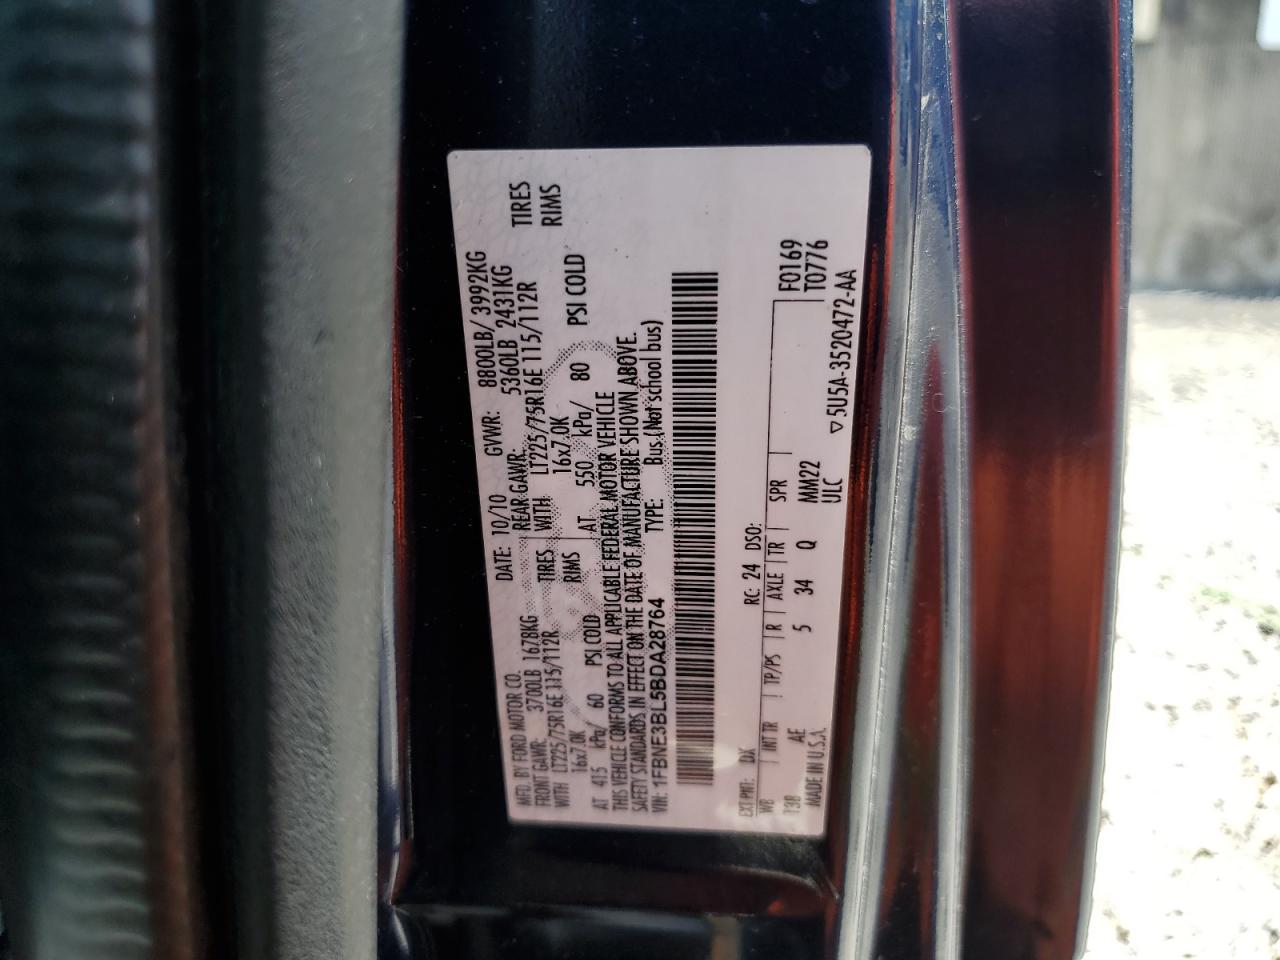 MFD. BY FORD MOTOR CO. DATE: 10/10 GVWR: 8800LB/ 3992KG
FRONT GAWR: 3700LB 1678KG REAR GAWR: 5360LB 2431KG
WITH LT225/75R16E 115/112R TIRES WITH LT225/75R16E 115/112R TIRES
16x7.0K RIMS 16x7.0K RIMS
AT 415 kPa/ 60 PSI COLD AT 550 kPa/ 80 PSI COLD
THIS VEHICLE CONFORMS TO ALL APPLICABLE FEDERAL MOTOR VEHICLE
SAFETY STANDARDS IN EFFECT ON THE DATE OF MANUFACTURE SHOWN ABOVE.
VIN: 1FBNE3BL5BDA28764 TYPE: Bus (Not school bus)
EXT PNT: DX RC: 24 DSO:
WB INT TR TP/PS R AXLE TR SPR F0169
138 AE 5 34 Q MM22 T0776
MADE IN U.S.A. ULC ▽5U5A-3520472-AA